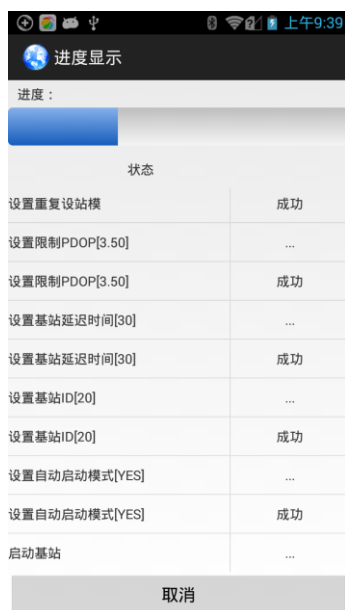 上午9:39
进度显示
进度：
状态
设置重复设站模 成功
设置限制PDOP[3.50] ...
设置限制PDOP[3.50] 成功
设置基站延迟时间[30] ...
设置基站延迟时间[30] 成功
设置基站ID[20] ...
设置基站ID[20] 成功
设置自动启动模式[YES] ...
设置自动启动模式[YES] 成功
启动基站 ...
取消